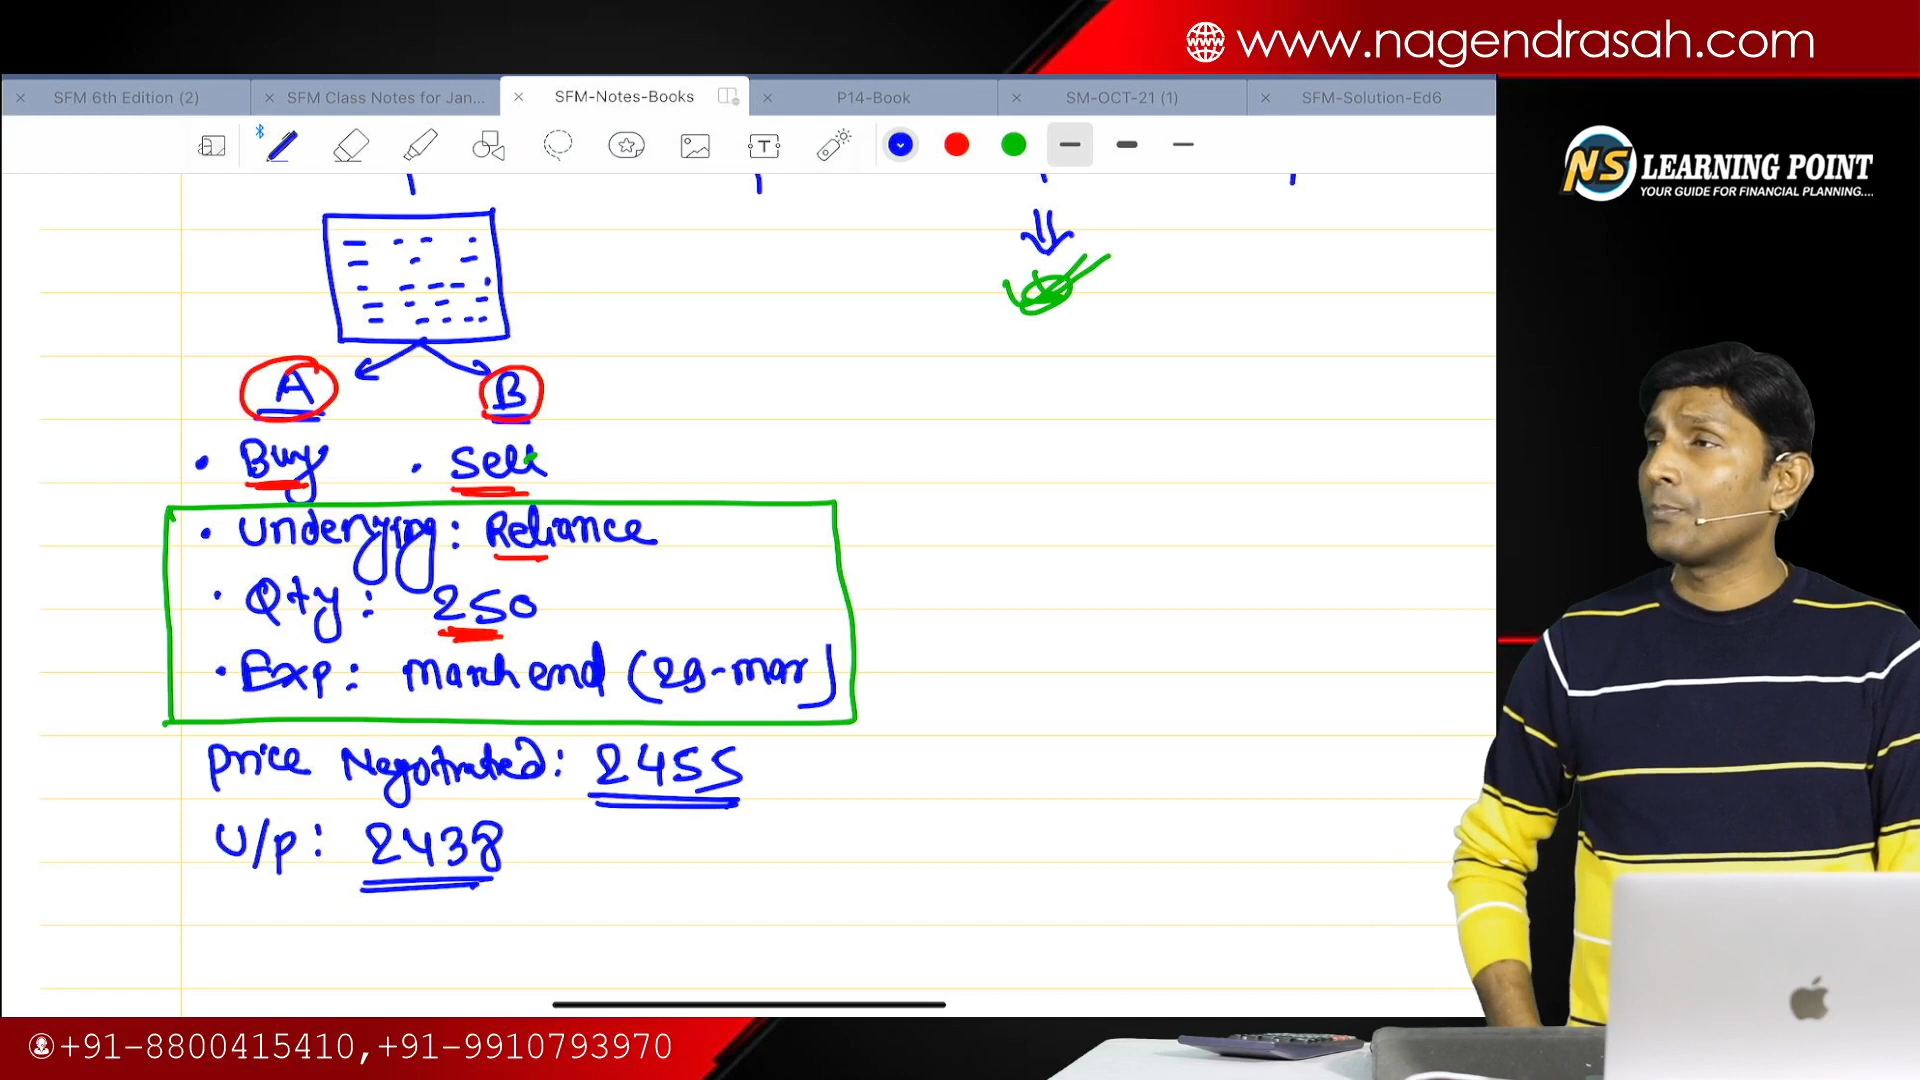 www.nagendrasah.com
SFM 6th Edition (2)
SFM Class Notes for Jan...
SFM-Notes-Books
P14-Book
SM-OCT-21 (1)
SFM-Solution-Ed6
T
NS LEARNING POINT
YOUR GUIDE FOR FINANCIAL PLANNING....
A B
• Buy • Sell
• Underlying: Reliance
• Qty: 250
• Exp: March end (29-mar)
Price Negotiated: 2455
U/p: 2438
+91-8800415410,+91-9910793970